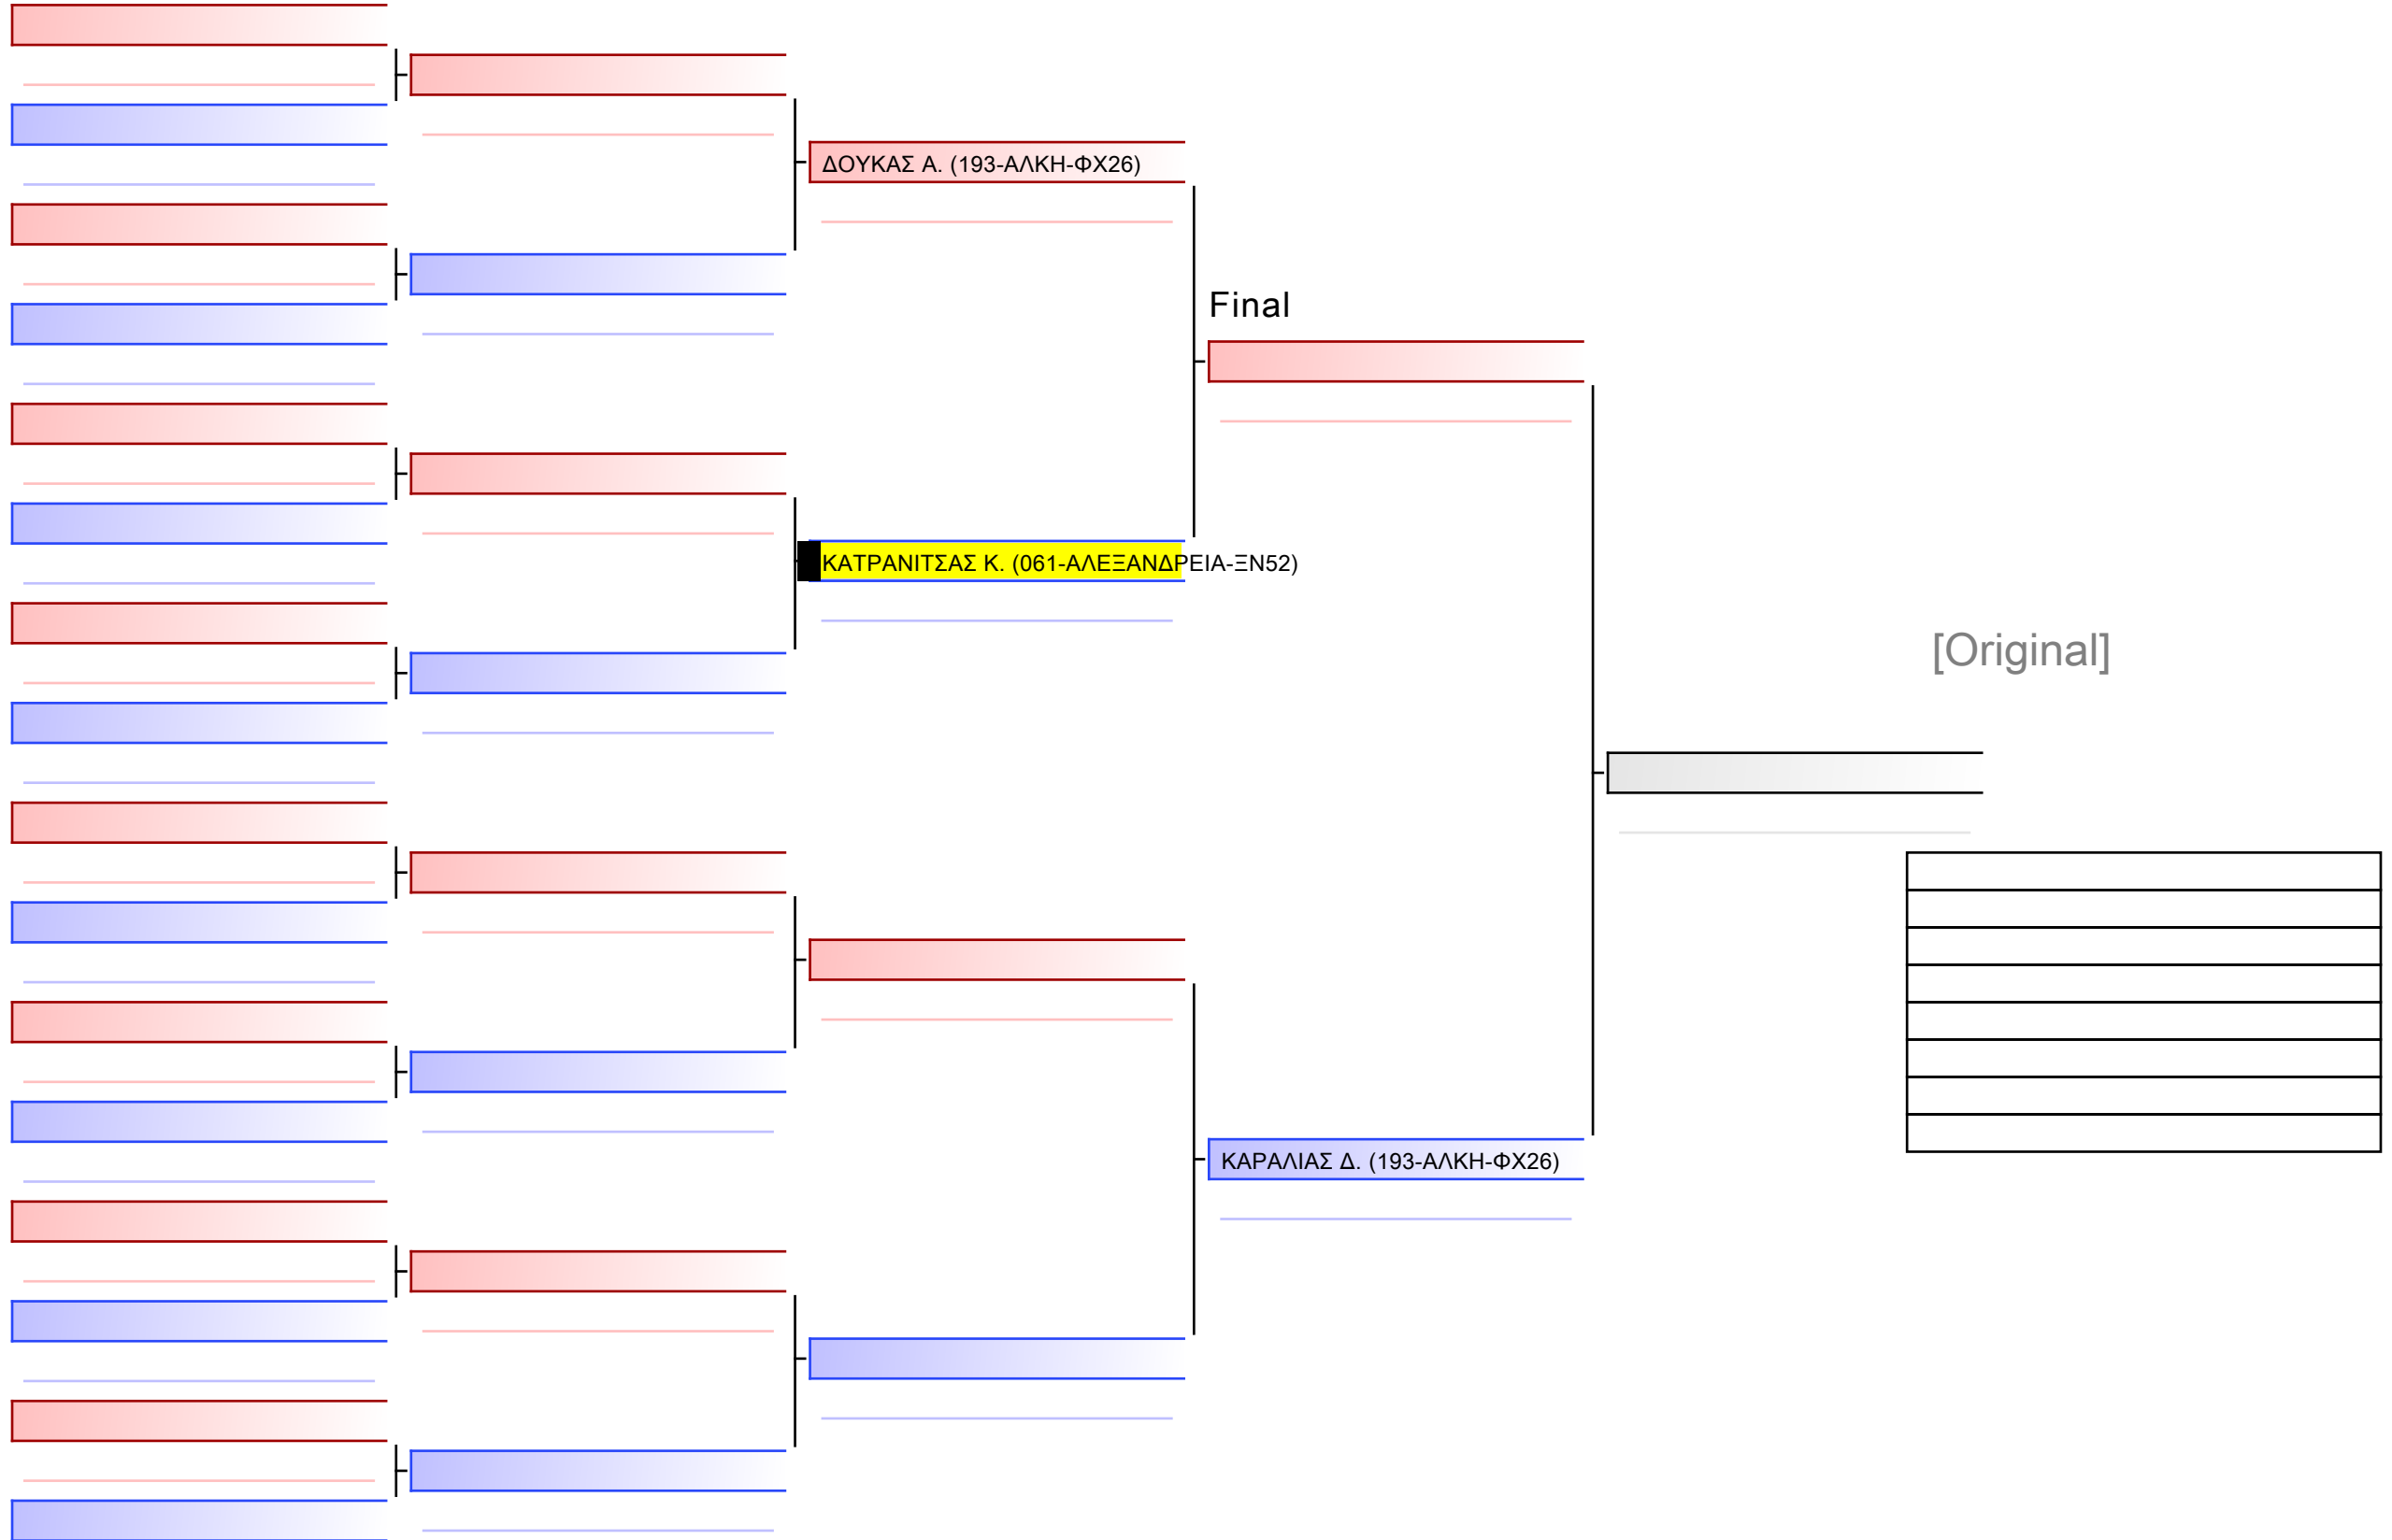 ΔΟΥΚΑΣ Α. (193-ΑΛΚΗ-ΦΧ26)
Final
ΚΑΤΡΑΝΙΤΣΑΣ Κ. (061-ΑΛΕΞΑΝΔΡΕΙΑ-ΞΝ52)
[Original]
ΚΑΡΑΛΙΑΣ Δ. (193-ΑΛΚΗ-ΦΧ26)